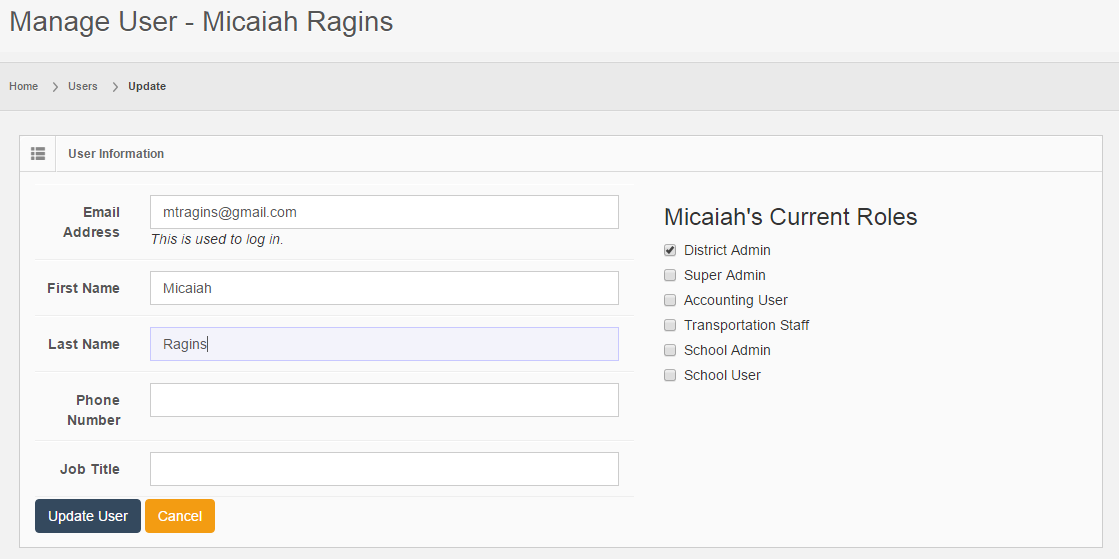 Manage User - Micaiah Ragins
Home > Users > Update
User Information
Email
Address
mtragins@gmail.com
This is used to log in.
First Name
Micaiah
Last Name
Ragins
Phone
Number
Job Title
Update User
Cancel
Micaiah's Current Roles
District Admin
Super Admin
Accounting User
Transportation Staff
School Admin
School User